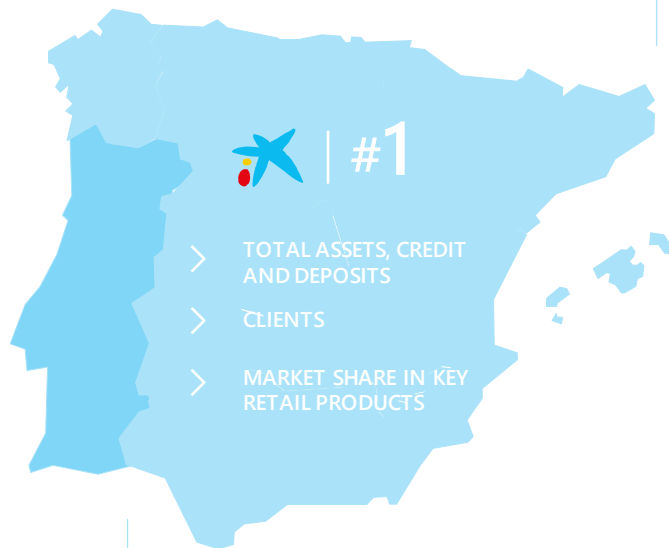 #1
TOTAL ASSETS, CREDIT
AND DEPOSITS
CLIENTS
MARKET SHARE IN KEY
RETAIL PRODUCTS